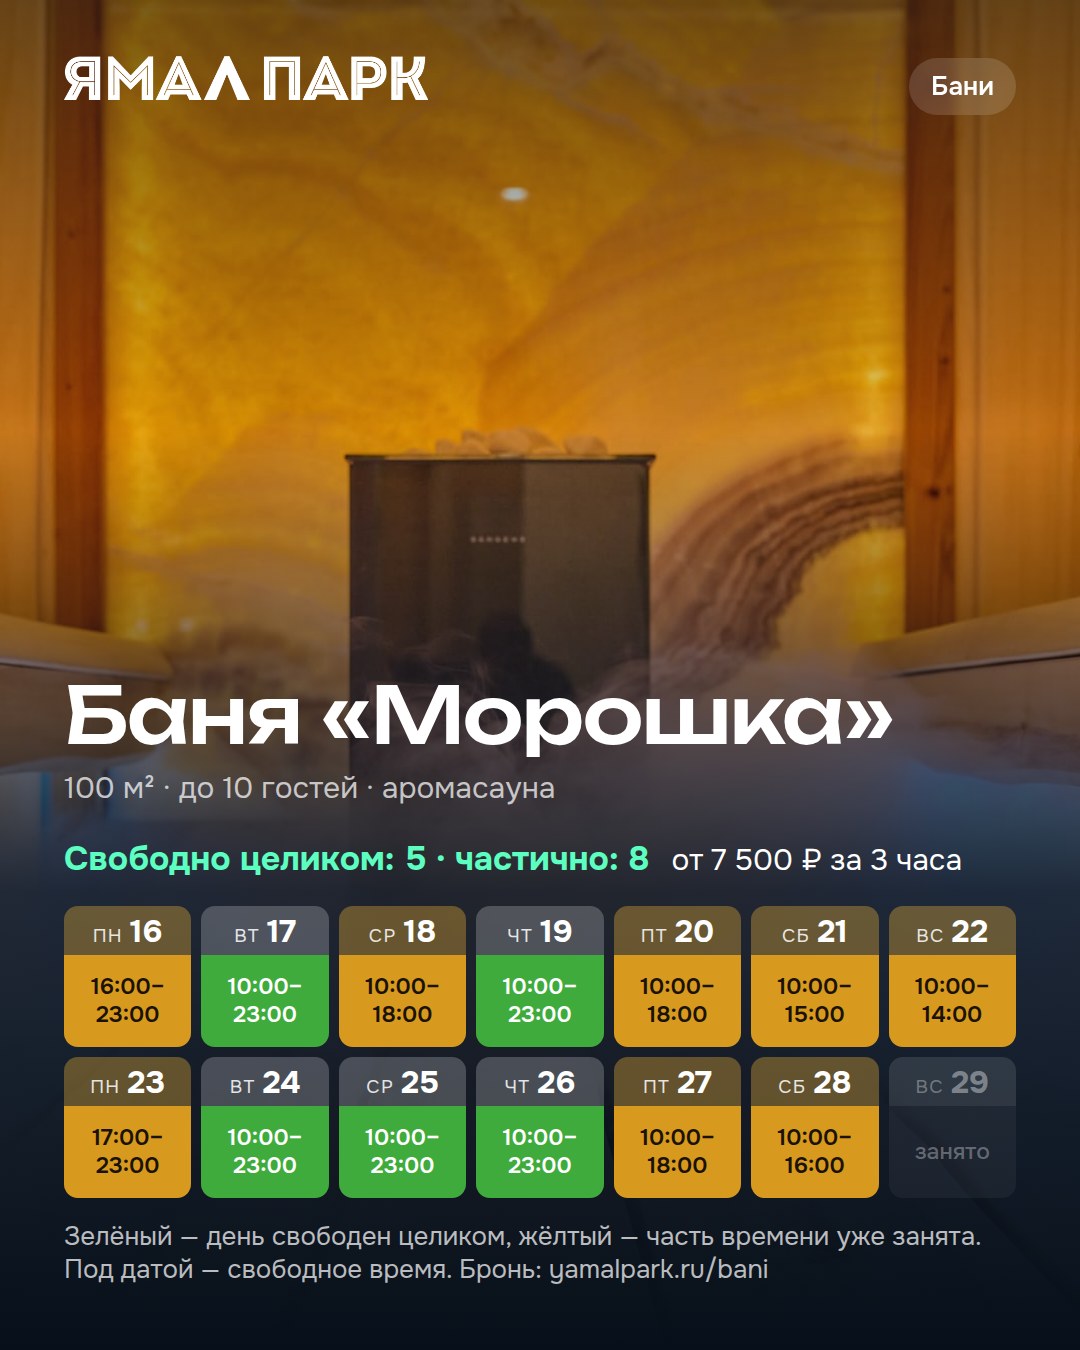 ЯМАЛ ПАРК
Бани
Баня «Морошка»
100 м² · до 10 гостей · аромасауна
Свободно целиком: 5 · частично: 8 от 7 500 ₽ за 3 часа
ПН 16 ВТ 17 СР 18 ЧТ 19 ПТ 20 СБ 21 ВС 22
16:00– 10:00– 10:00– 10:00– 10:00– 10:00– 10:00–
23:00 23:00 18:00 23:00 18:00 15:00 14:00
ПН 23 ВТ 24 СР 25 ЧТ 26 ПТ 27 СБ 28 ВС 29
17:00– 10:00– 10:00– 10:00– 10:00– 10:00– занято
23:00 23:00 23:00 23:00 18:00 16:00
Зелёный — день свободен целиком, жёлтый — часть времени уже занята.
Под датой — свободное время. Бронь: yamalpark.ru/bani